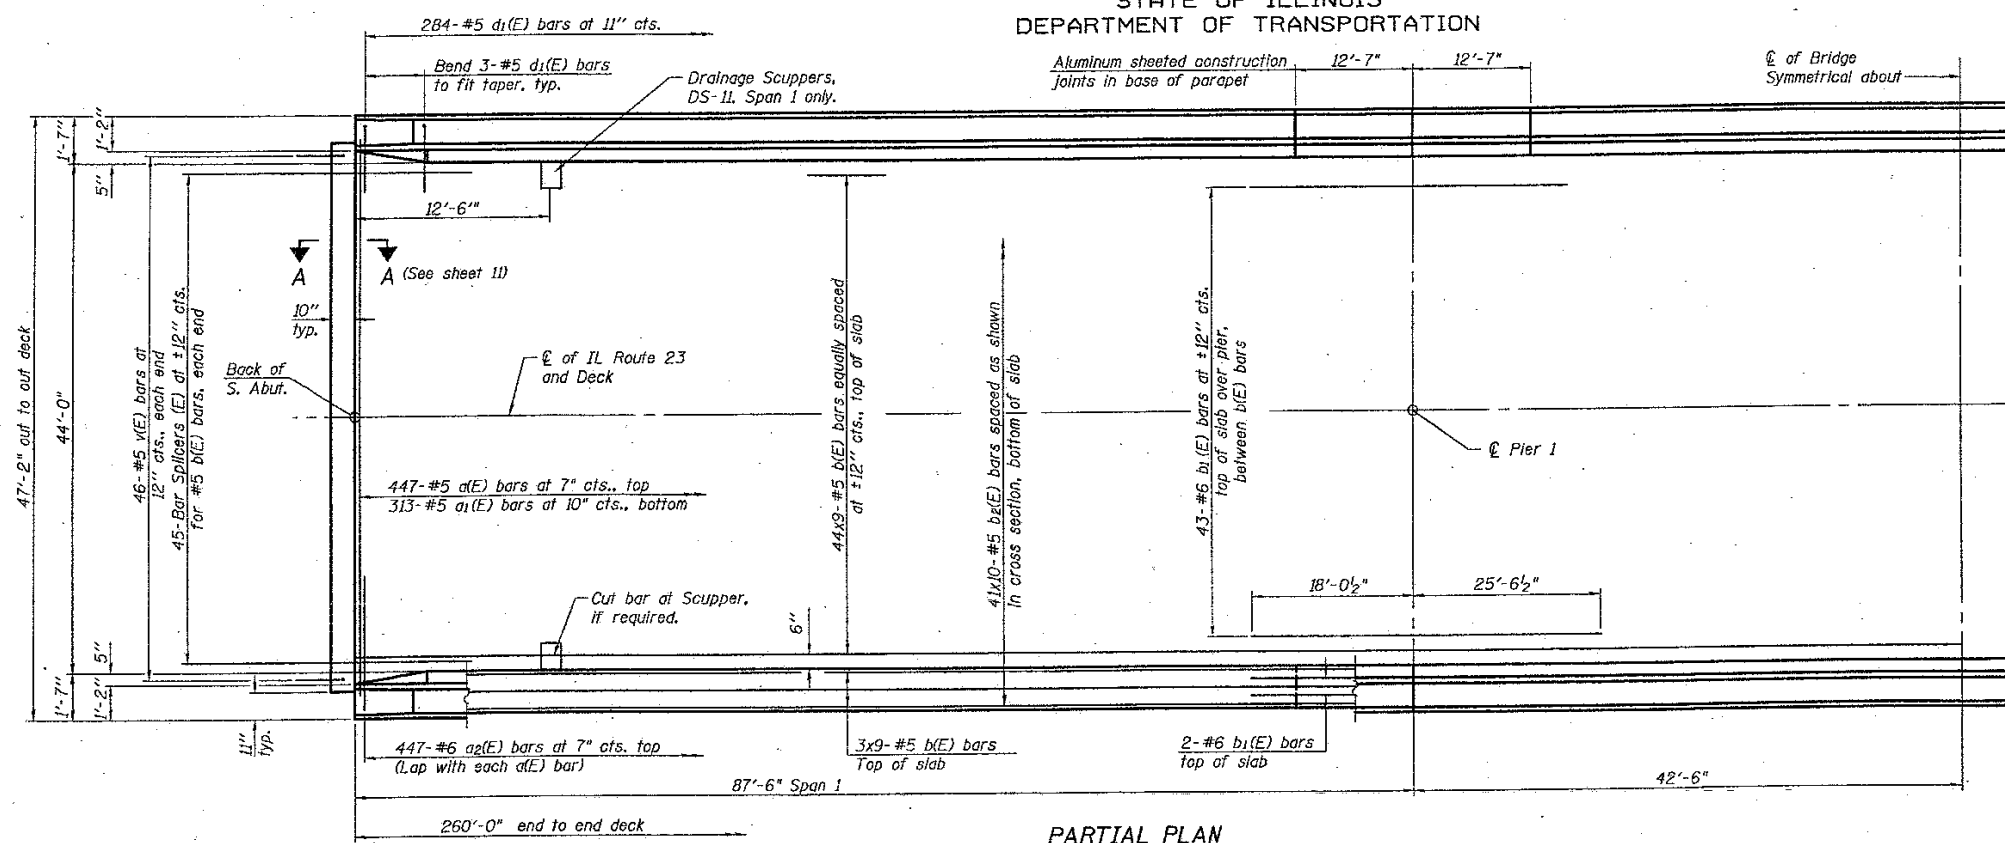 STATE OF ILLINOIS
DEPARTMENT OF TRANSPORTATION
284-#5 d1(E) bars at 11" cts.
Bend 3-#5 d1(E) bars
to fit taper, typ.
Drainage Scuppers,
DS-11, Span 1 only.
Aluminum sheeted construction
joints in base of parapet
12'-7"
12'-7"
℄ of Bridge
Symmetrical about
1'-7"
1'-2"
5"
12'-6"
A
A (See sheet 11)
10"
typ.
47'-2" out to out deck
44'-0"
46-#5 v(E) bars at
12" cts., each end
45-Bar Splicers (E) at ±12" cts.
for #5 b(E) bars, each end
Back of
S. Abut.
℄ of IL Route 23
and Deck
44x9-#5 b(E) bars equally spaced
at ±12" cts., top of slab
41x10-#5 b2(E) bars spaced as shown
in cross section, bottom of slab
43-#6 b1(E) bars at ±12" cts.
top of slab over pier,
between b(E) bars
℄ Pier 1
447-#5 a(E) bars at 7" cts., top
313-#5 a1(E) bars at 10" cts., bottom
Cut bar at Scupper,
if required.
6"
18'-0½"
25'-6½"
5"
1'-7"
1'-2"
11"
typ.
447-#6 a2(E) bars at 7" cts. top
(Lap with each a(E) bar)
3x9-#5 b(E) bars
Top of slab
2-#6 b1(E) bars
top of slab
87'-6" Span 1
42'-6"
260'-0" end to end deck
PARTIAL PLAN